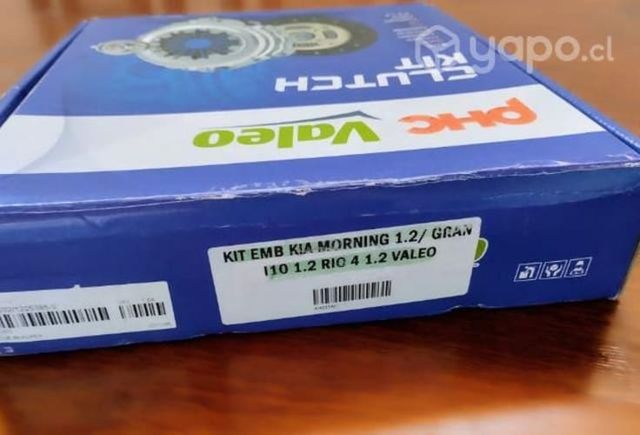 yapo.cl
CLUTCH
KIT
PHC Valeo
KIT EMB KIA MORNING 1.2/ GRAN
I10 1.2 RIO 4 1.2 VALEO